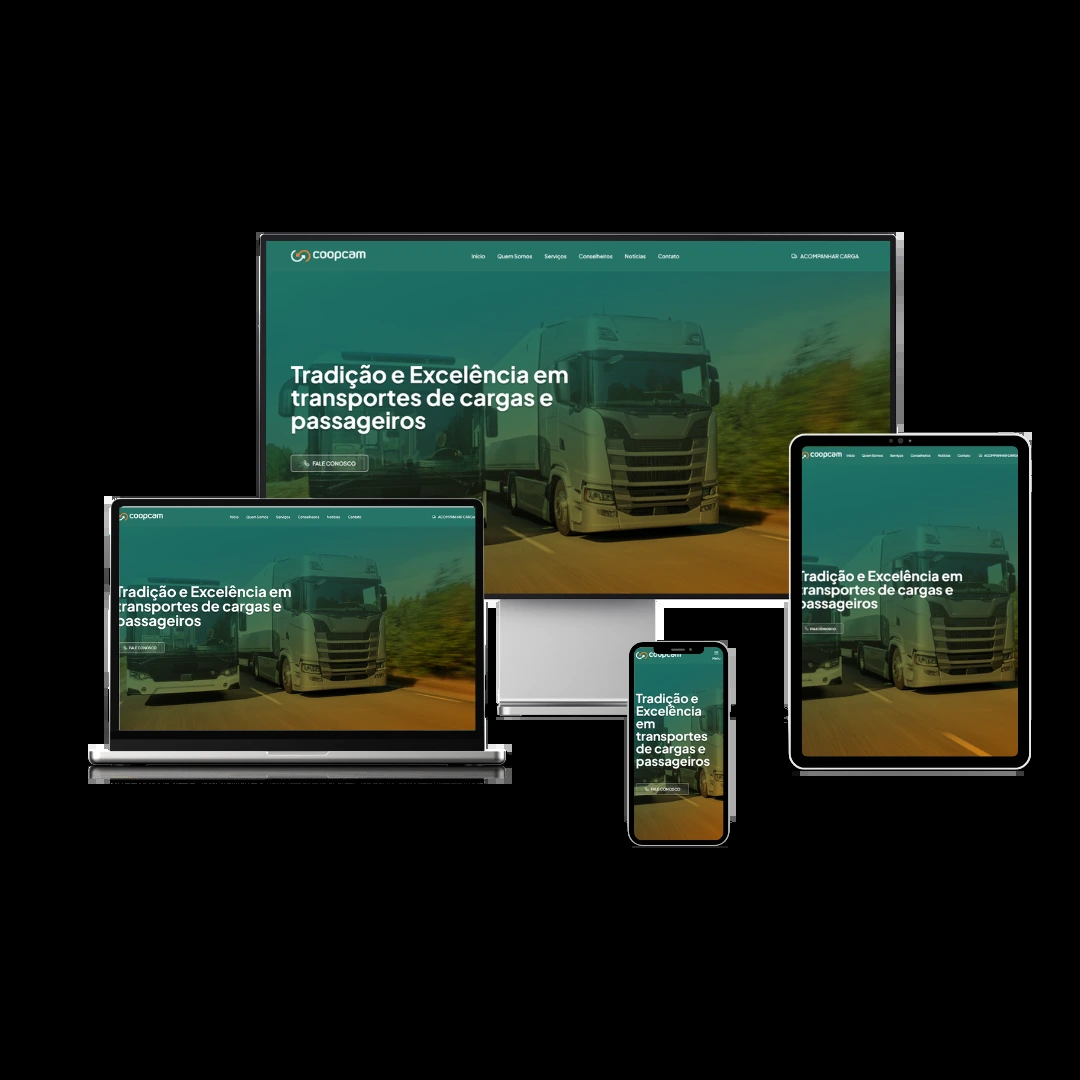 coopcam
Início Quem Somos Serviços Conselheiros Notícias Contato ACOMPANHAR CARGA
Tradição e Excelência em
transportes de cargas e
passageiros
FALE CONOSCO
coopcam
Início Quem Somos Serviços Conselheiros Notícias Contato ACOMPANHAR CARGA
Tradição e Excelência em
transportes de cargas e
passageiros
FALE CONOSCO
coopcam Início Quem Somos Serviços Conselheiros Notícias Contato ACOMPANHAR CARGA
Tradição e Excelência em
transportes de cargas e
passageiros
FALE CONOSCO
coopcam
Menu
Tradição e
Excelência
em
transportes
de cargas e
passageiros
FALE CONOSCO